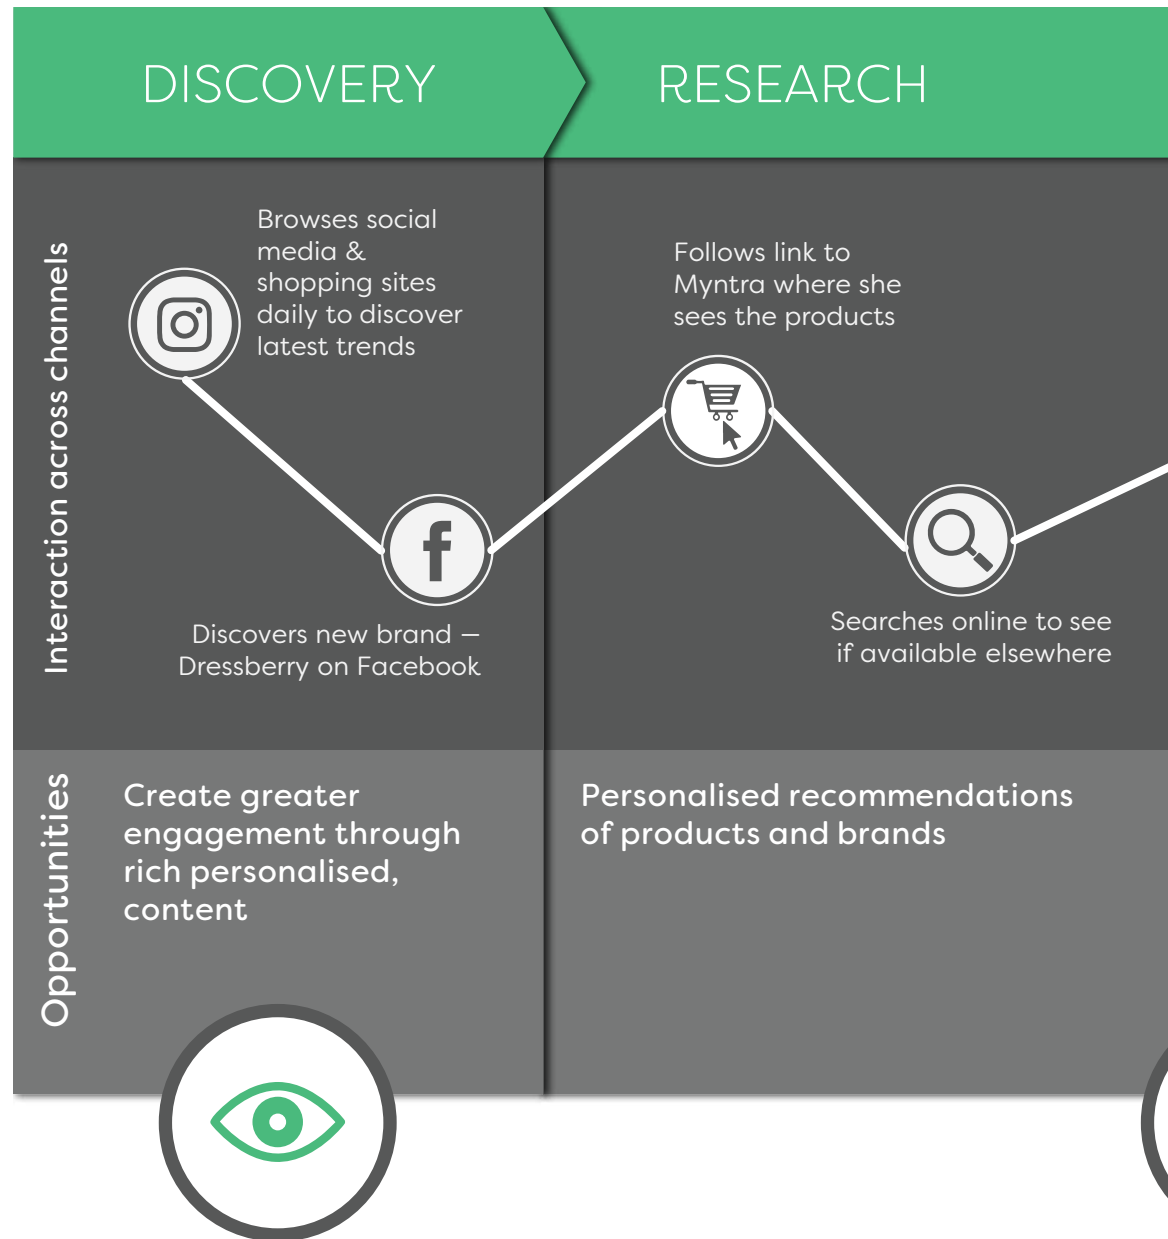 DISCOVERY
RESEARCH
Interaction across channels
Browses social
media &
shopping sites
daily to discover
latest trends
Discovers new brand –
Dressberry on Facebook
Follows link to
Myntra where she
sees the products
Searches online to see
if available elsewhere
Opportunities
Create greater
engagement through
rich personalised,
content
Personalised recommendations
of products and brands